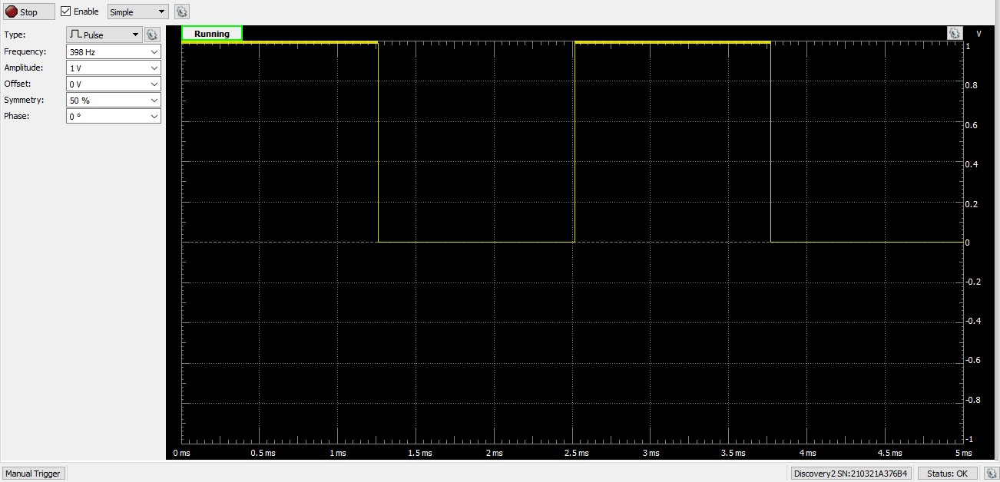 Stop Enable Simple
Type: Pulse
Frequency: 398 Hz
Amplitude: 1 V
Offset: 0 V
Symmetry: 50 %
Phase: 0 º
Running V
1
0.8
0.6
0.4
0.2
0
-0.2
-0.4
-0.6
-0.8
-1
0 ms 0.5 ms 1 ms 1.5 ms 2 ms 2.5 ms 3 ms 3.5 ms 4 ms 4.5 ms 5 ms
Manual Trigger Discovery2 SN:210321A376B4 Status: OK